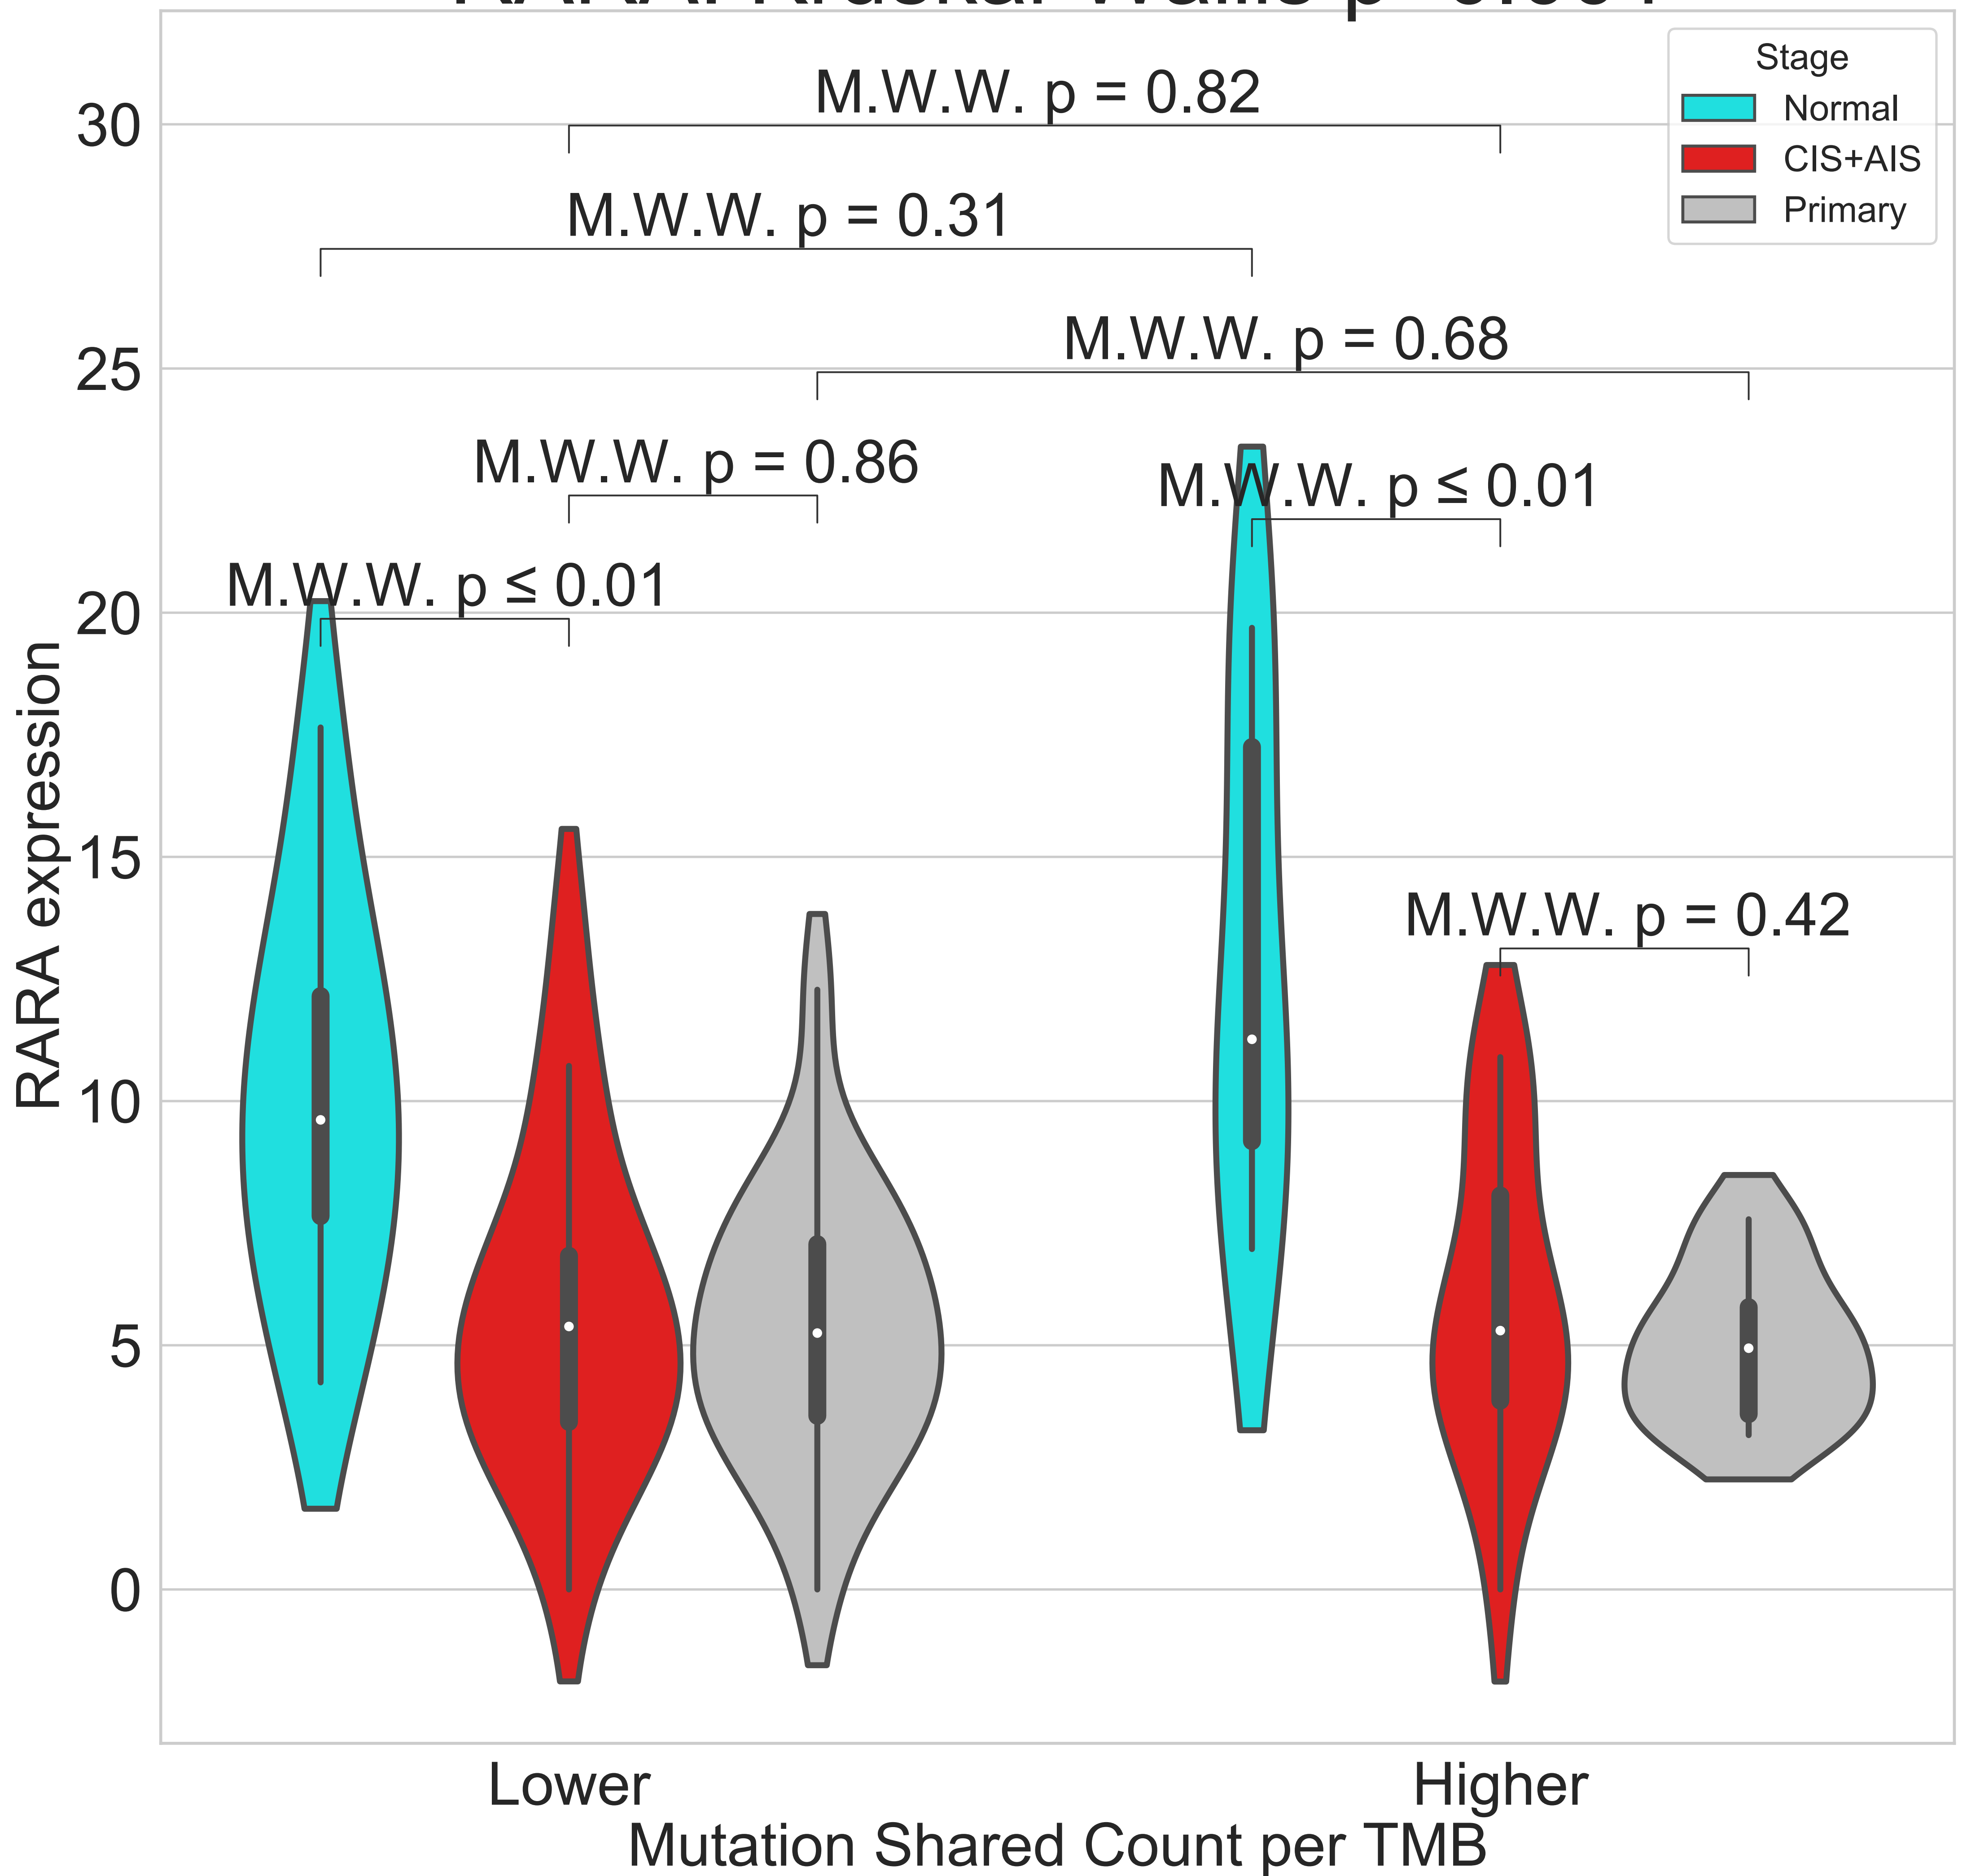 Stage
Normal
CIS+AIS
Primary
M.W.W. p = 0.82
M.W.W. p = 0.31
M.W.W. p = 0.68
M.W.W. p = 0.86
M.W.W. p ≤ 0.01
M.W.W. p ≤ 0.01
M.W.W. p = 0.42
30
25
20
15
10
5
0
RARA expression
Lower
Higher
Mutation Shared Count per TMB